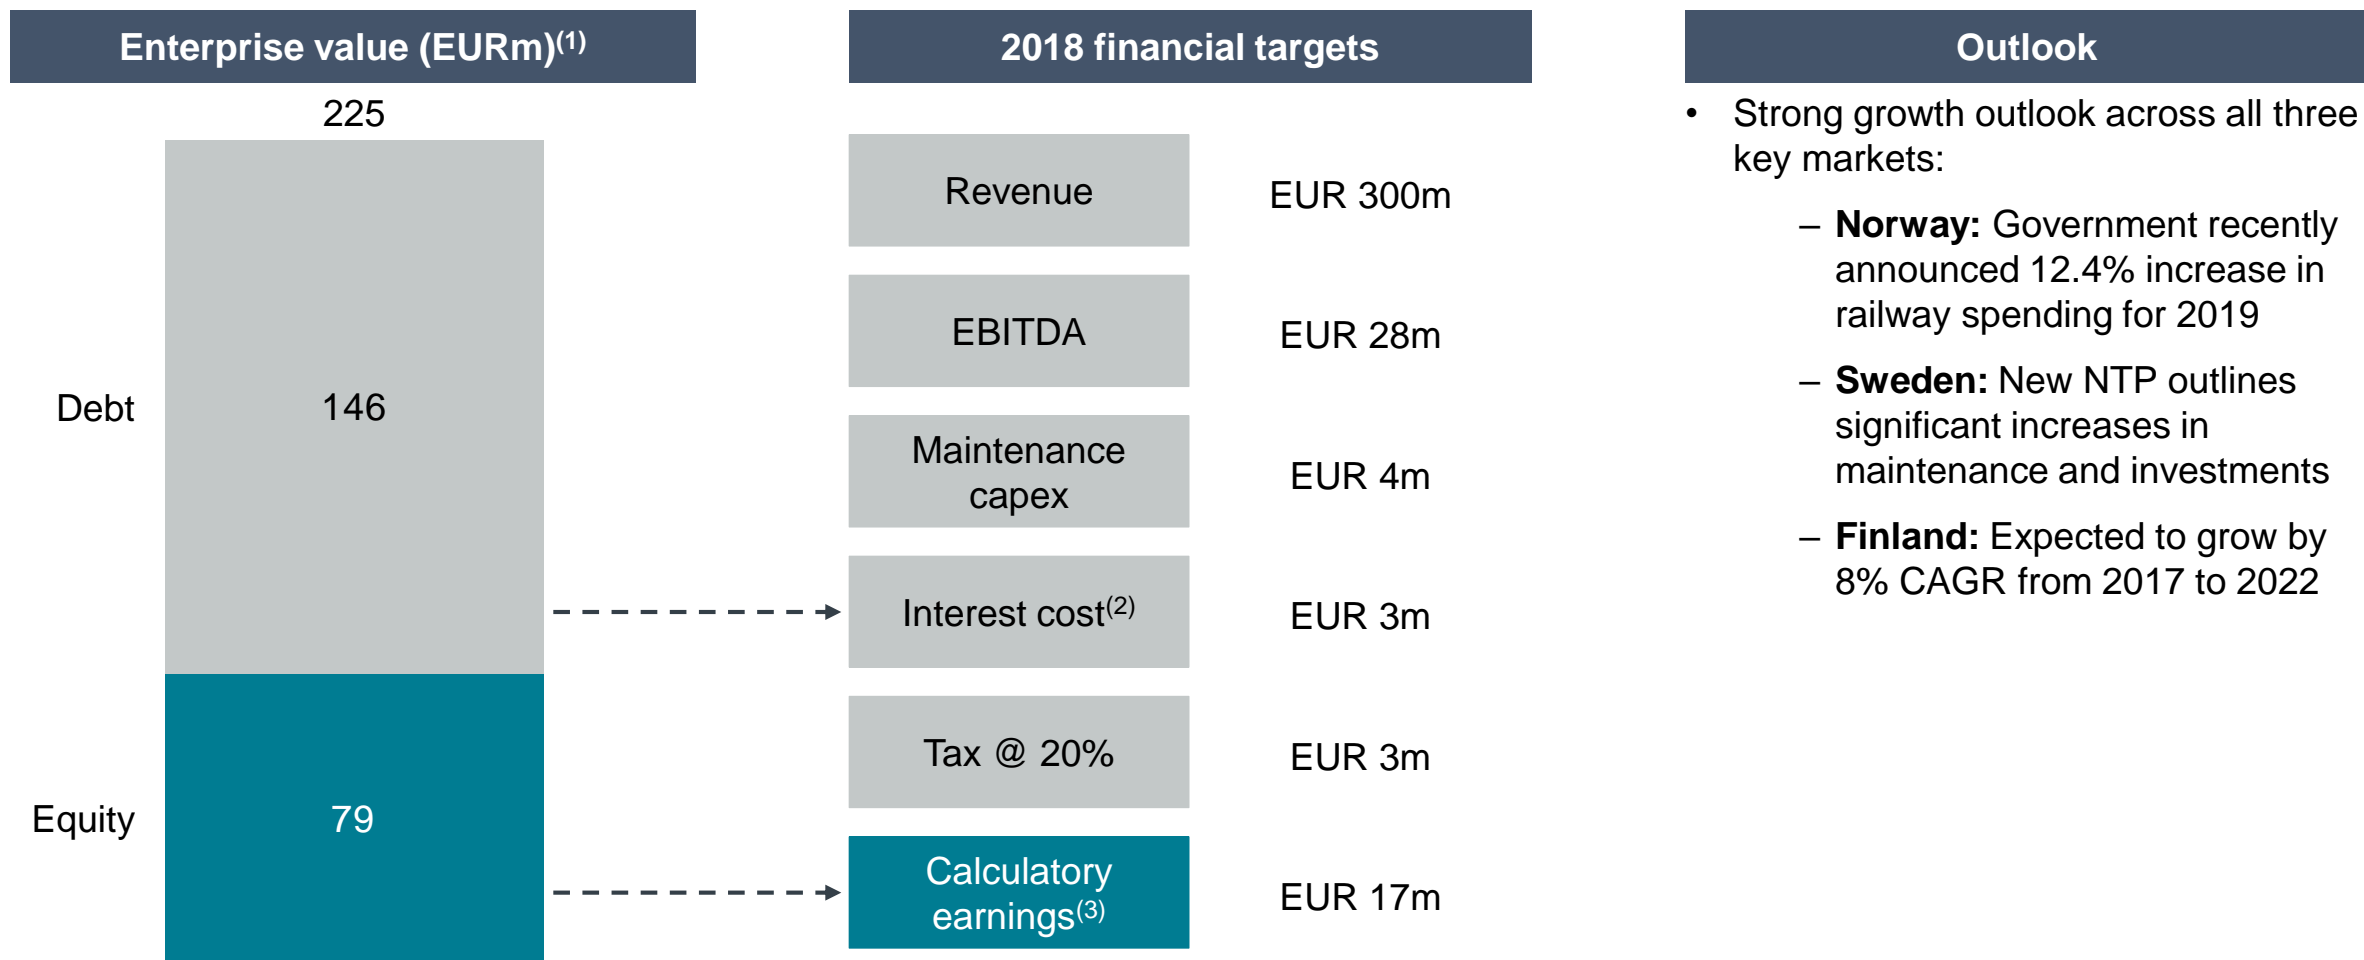 Enterprise value (EURm)(1)
225
Debt
146
Equity
79
2018 financial targets
Revenue
EUR 300m
EBITDA
EUR 28m
Maintenance
capex
EUR 4m
Interest cost(2)
EUR 3m
Tax @ 20%
EUR 3m
Calculatory
earnings(3)
EUR 17m
Outlook
• Strong growth outlook across all three
key markets:
– Norway: Government recently
announced 12.4% increase in
railway spending for 2019
– Sweden: New NTP outlines
significant increases in
maintenance and investments
– Finland: Expected to grow by
8% CAGR from 2017 to 2022